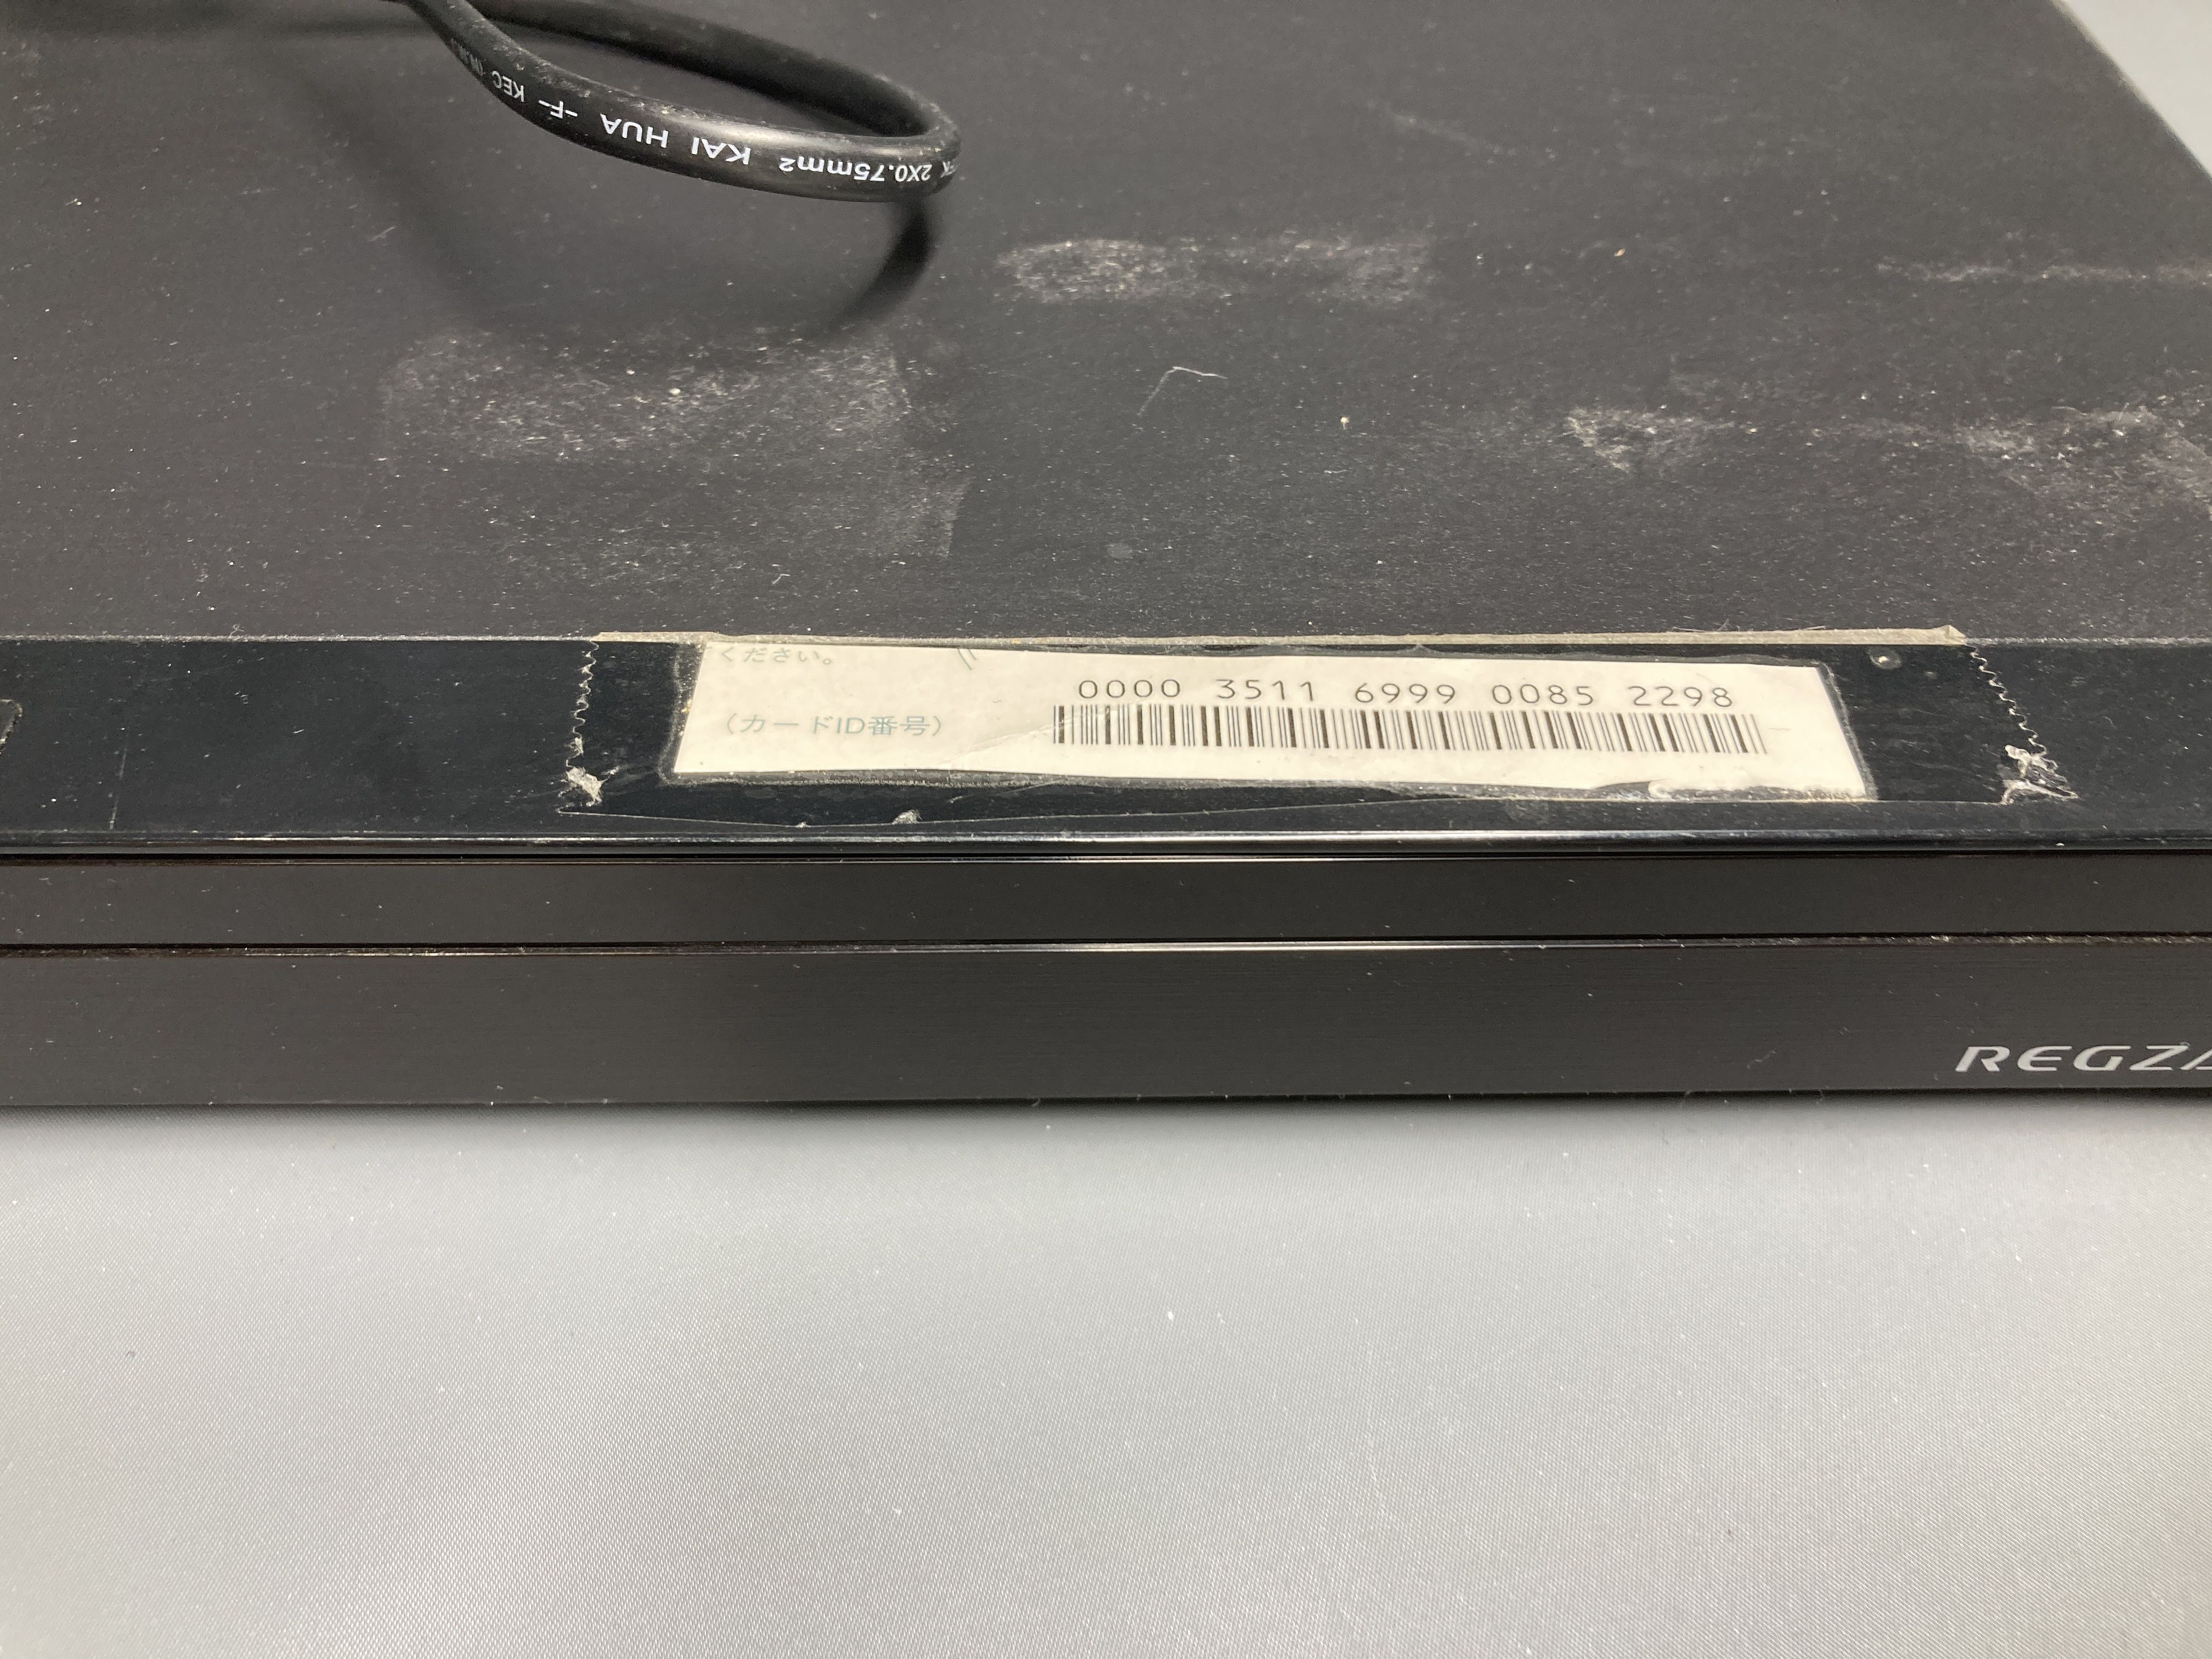 2X0.75mm² KAI HUA -F- KEC
ください。
0000 3511 6999 0085 2298
(カードID番号)
REGZA